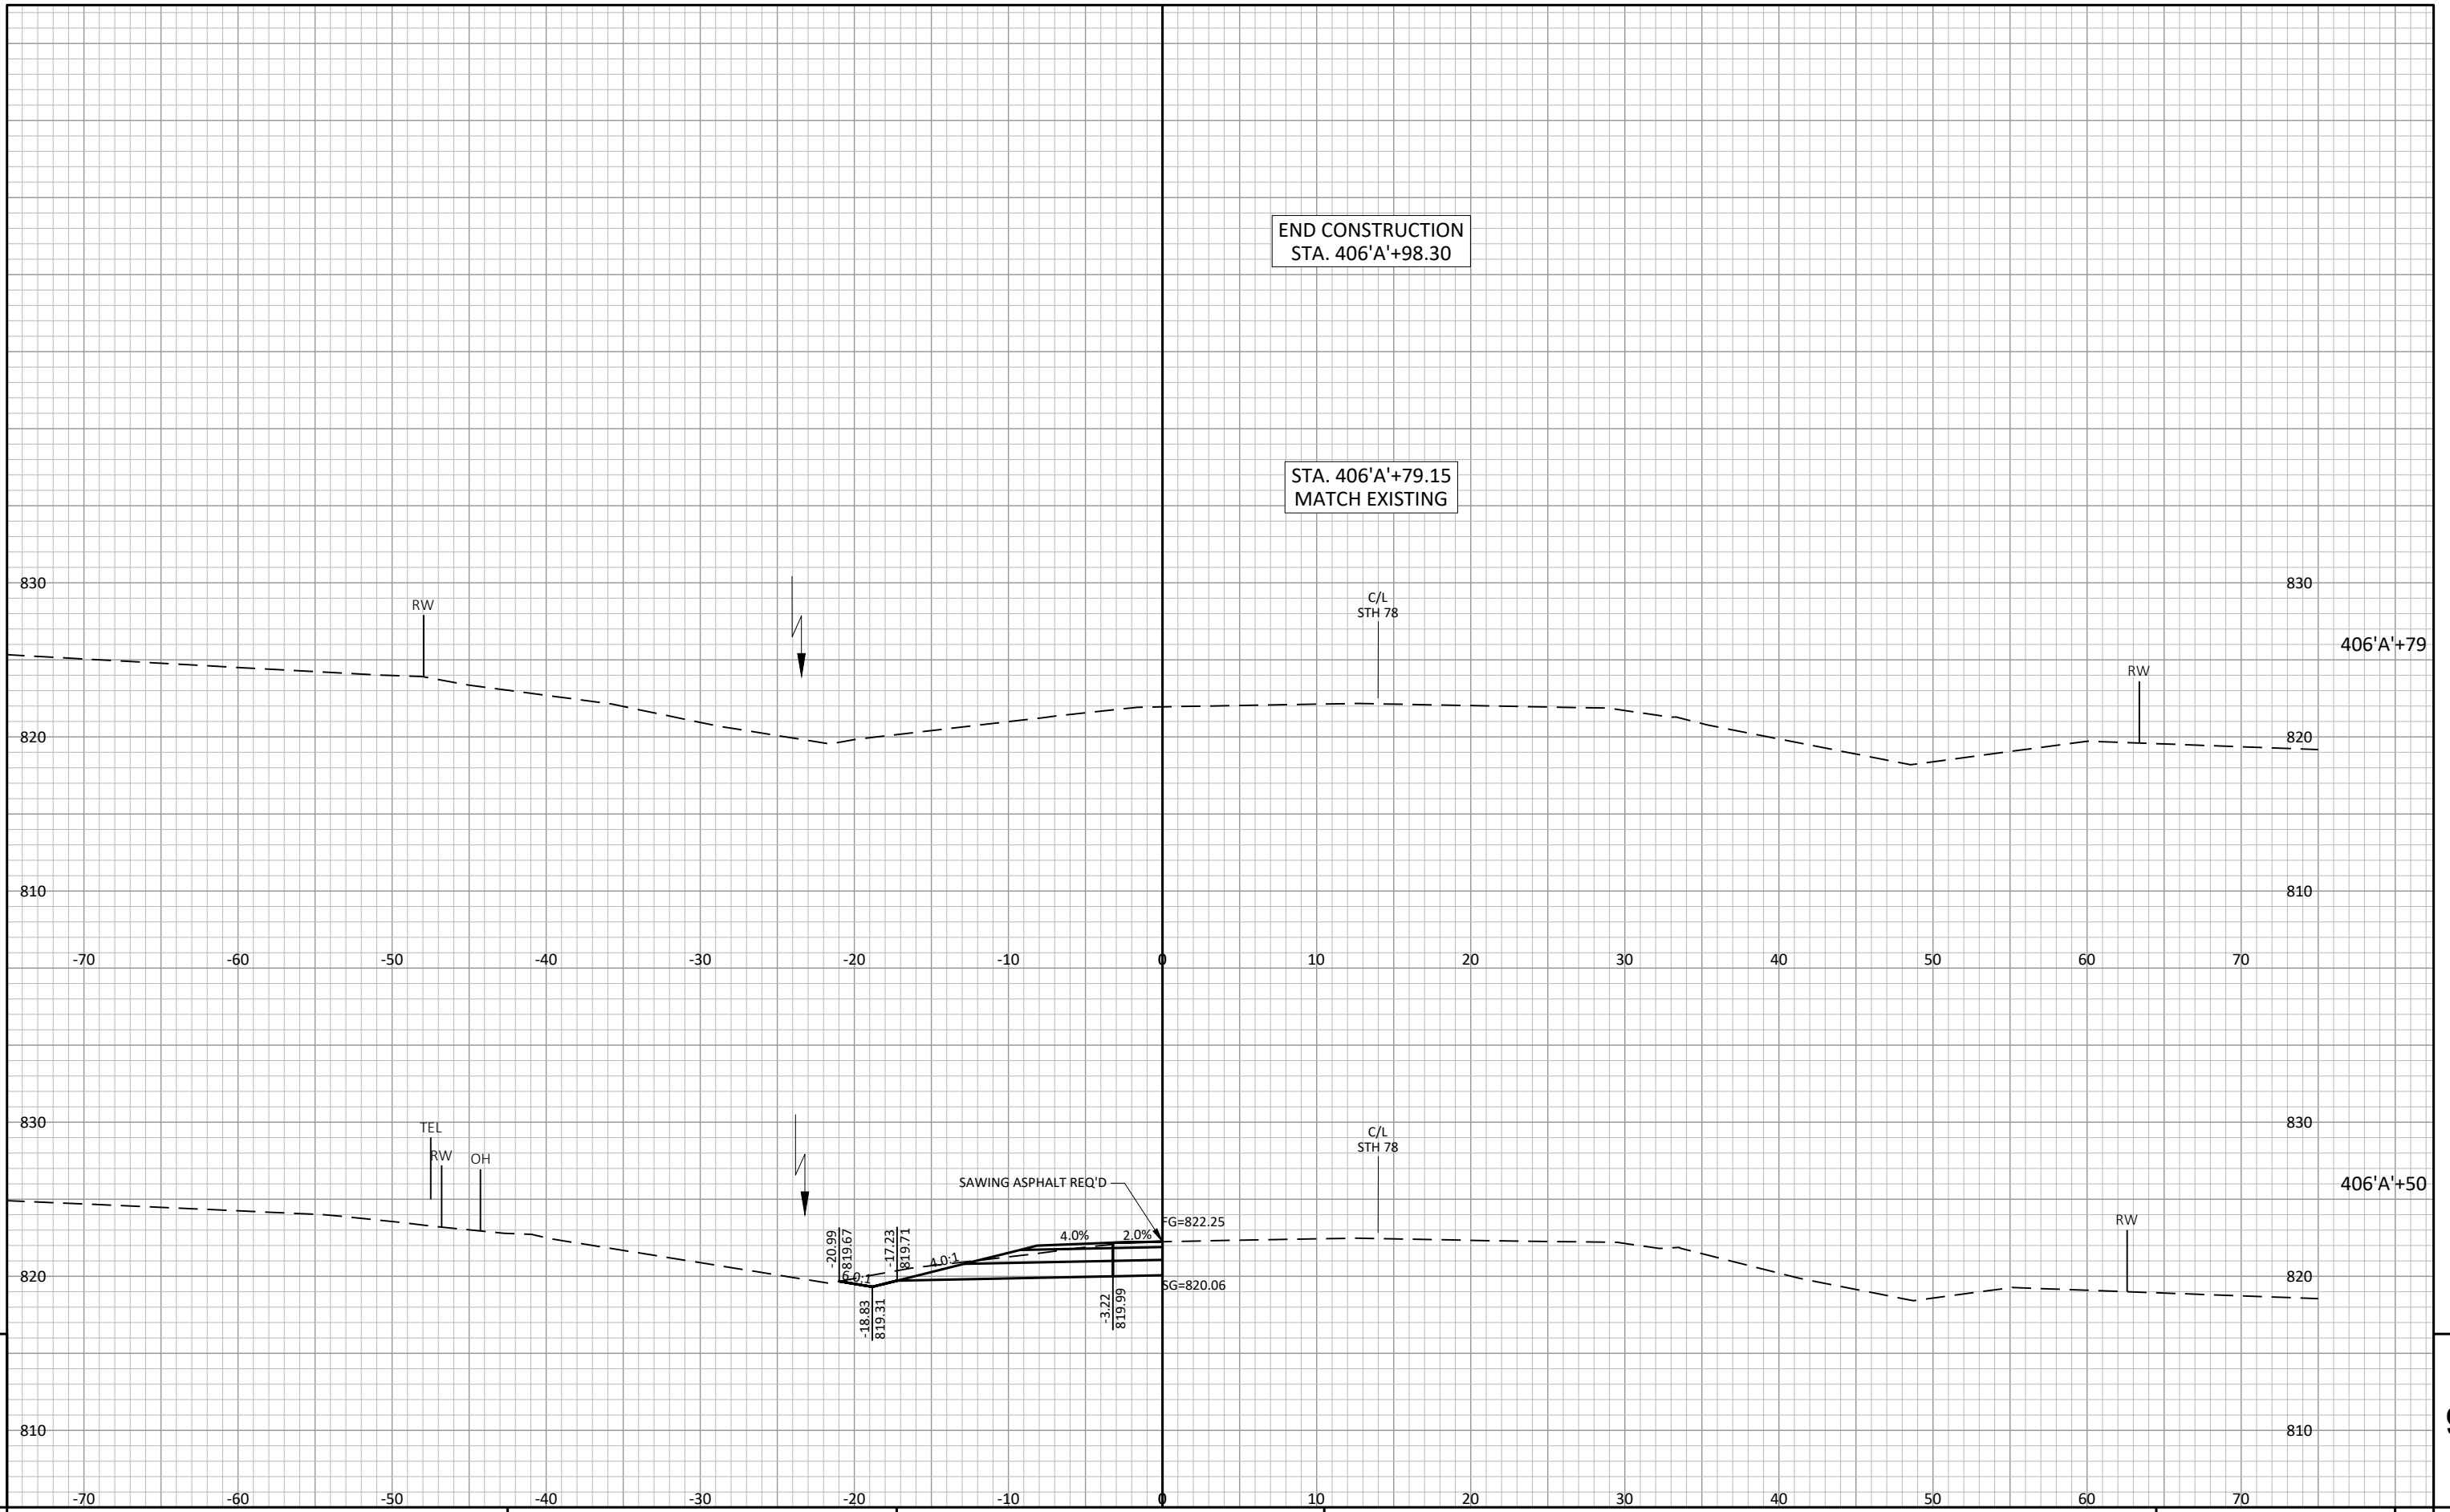 END CONSTRUCTION
STA. 406'A'+98.30
STA. 406'A'+79.15
MATCH EXISTING
830
830
RW
C/L
STH 78
406'A'+79
RW
820
820
810
810
-70 -60 -50 -40 -30 -20 -10 0 10 20 30 40 50 60 70
830
830
TEL
RW
OH
C/L
STH 78
SAWING ASPHALT REQ'D
406'A'+50
FG=822.25
RW
4.0%
2.0%
-20.99
819.67
-17.23
819.71
4.0:1
6.0:1
820
820
SG=820.06
-18.83
819.31
-3.22
819.99
810
810
-70 -60 -50 -40 -30 -20 -10 0 10 20 30 40 50 60 70